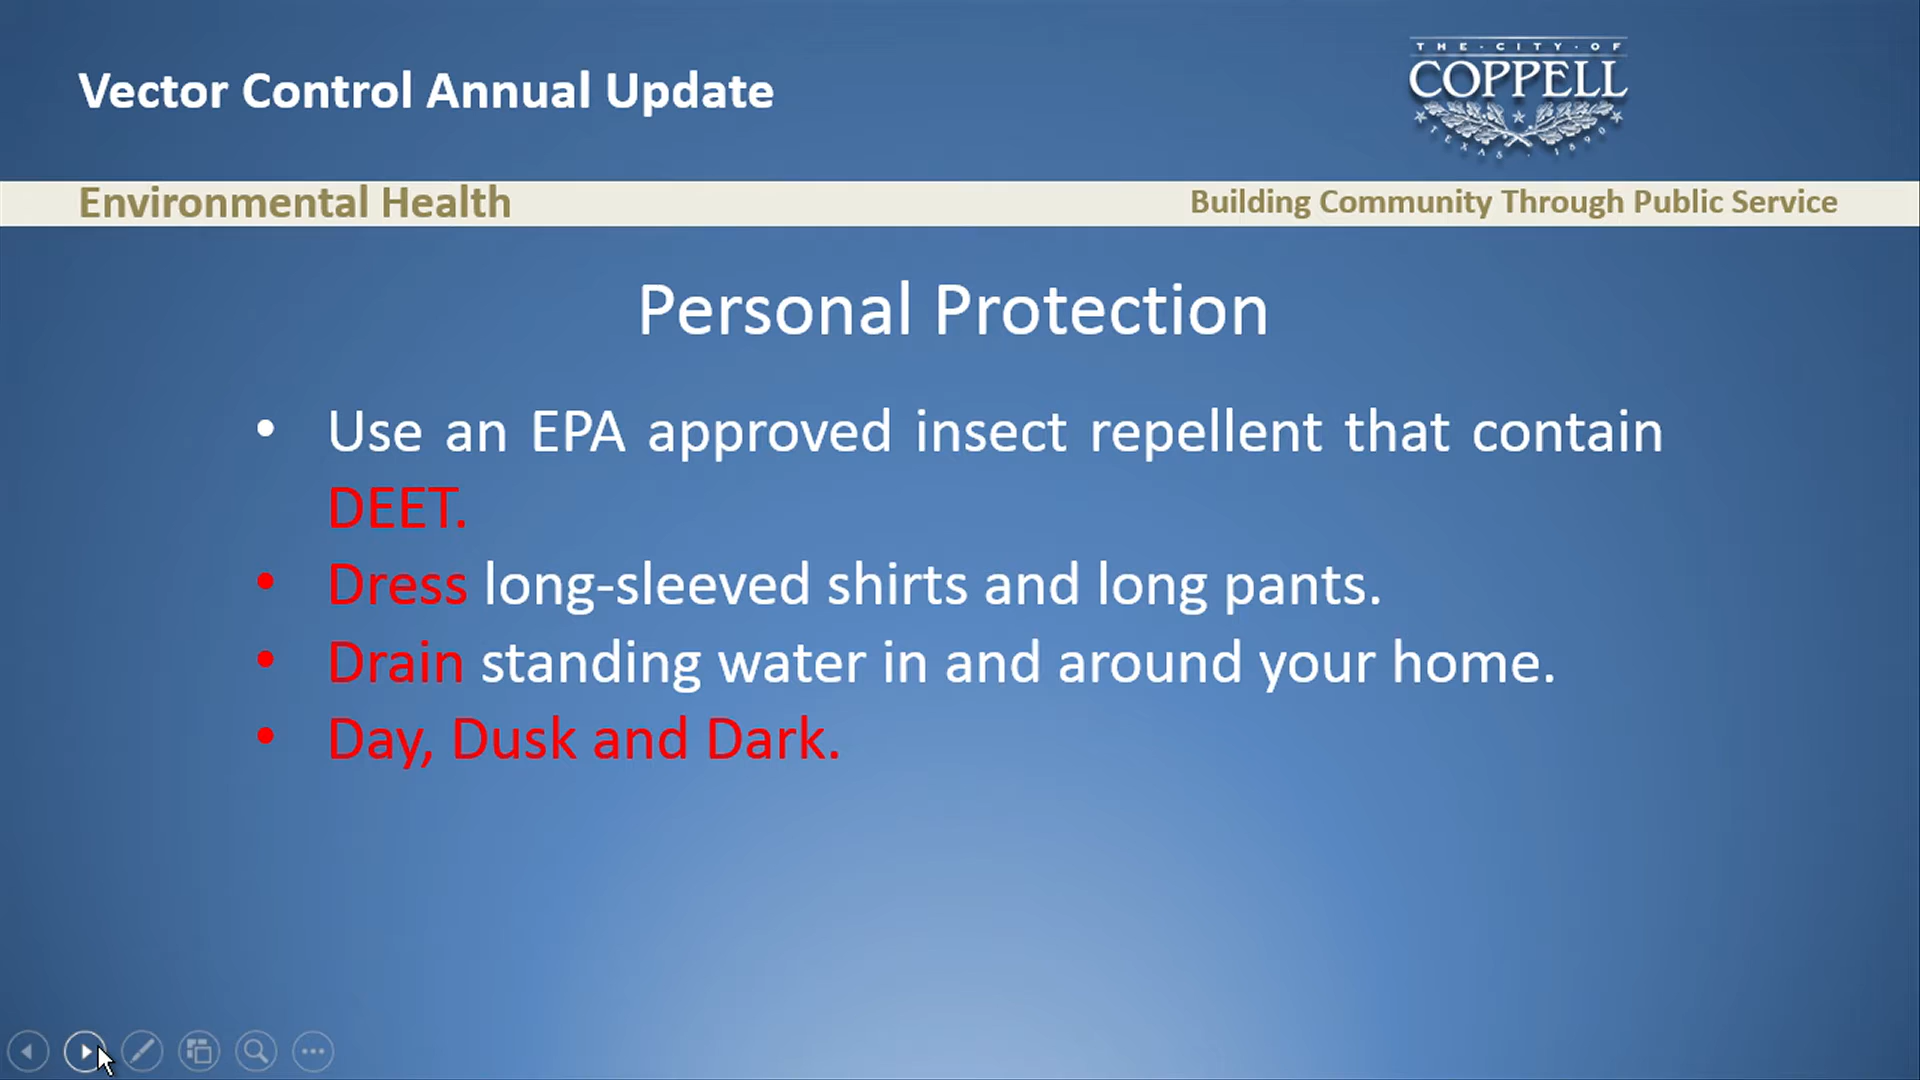 Vector Control Annual Update
THE · CITY · OF
COPPELL
TEXAS · 1890
Environmental Health
Building Community Through Public Service
Personal Protection
• Use an EPA approved insect repellent that contain
DEET.
• Dress long-sleeved shirts and long pants.
• Drain standing water in and around your home.
• Day, Dusk and Dark.